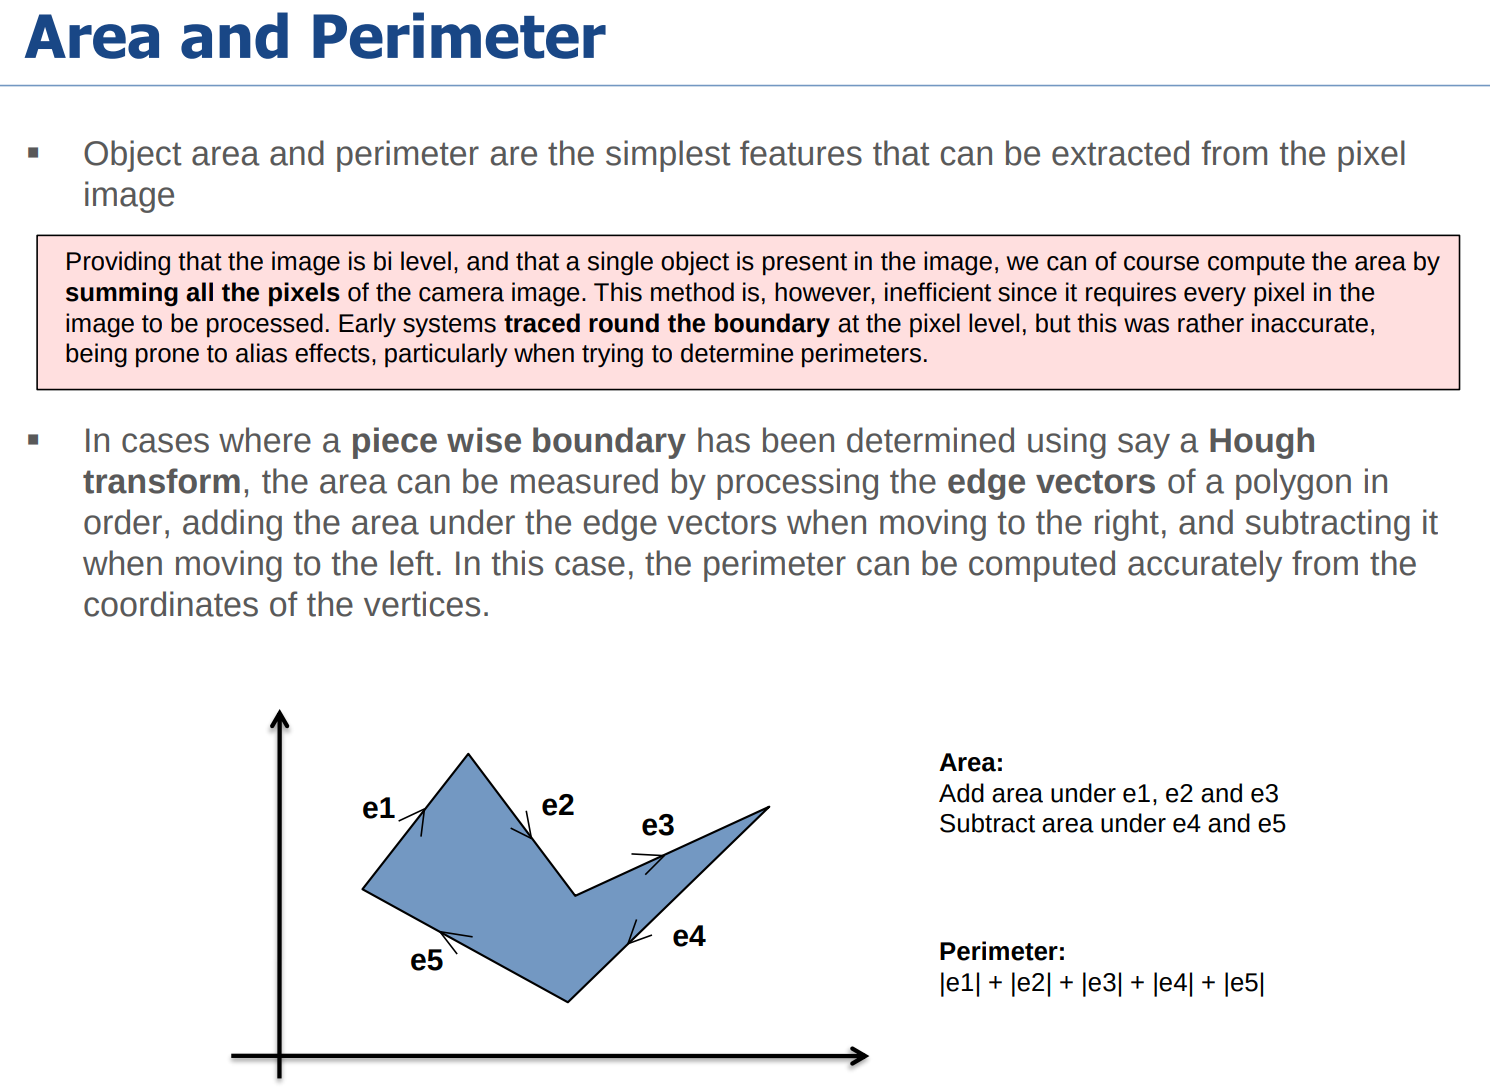 Area and Perimeter
▪ Object area and perimeter are the simplest features that can be extracted from the pixel
image
Providing that the image is bi level, and that a single object is present in the image, we can of course compute the area by
summing all the pixels of the camera image. This method is, however, inefficient since it requires every pixel in the
image to be processed. Early systems traced round the boundary at the pixel level, but this was rather inaccurate,
being prone to alias effects, particularly when trying to determine perimeters.
▪ In cases where a piece wise boundary has been determined using say a Hough
transform, the area can be measured by processing the edge vectors of a polygon in
order, adding the area under the edge vectors when moving to the right, and subtracting it
when moving to the left. In this case, the perimeter can be computed accurately from the
coordinates of the vertices.
e1
e2
e3
e4
e5
Area:
Add area under e1, e2 and e3
Subtract area under e4 and e5
Perimeter:
|e1| + |e2| + |e3| + |e4| + |e5|